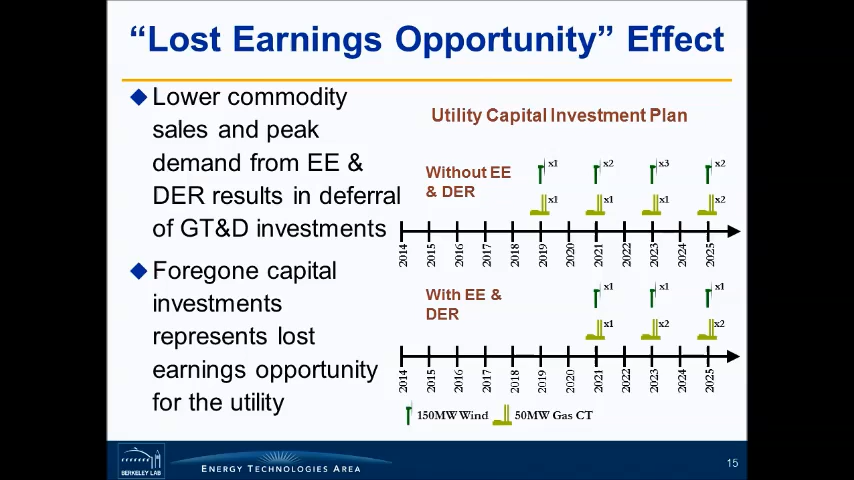 “Lost Earnings Opportunity” Effect
Lower commodity
sales and peak
demand from EE &
DER results in deferral
of GT&D investments
Foregone capital
investments
represents lost
earnings opportunity
for the utility
Utility Capital Investment Plan
Without EE
& DER
x1 x2 x3 x2
x1 x1 x1 x2
2014 2015 2016 2017 2018 2019 2020 2021 2022 2023 2024 2025
With EE &
DER
x1 x1 x1
x1 x2 x2
2014 2015 2016 2017 2018 2019 2020 2021 2022 2023 2024 2025
150MW Wind 50MW Gas CT
BERKELEY LAB
ENERGY TECHNOLOGIES AREA
15